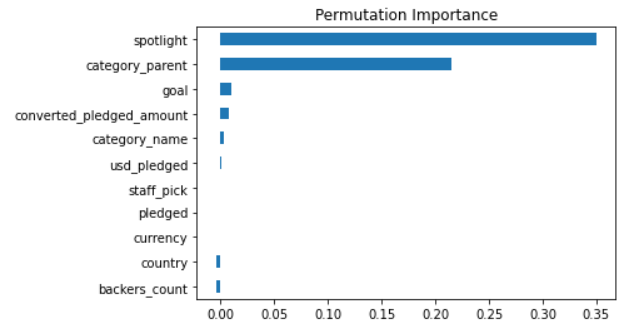 Permutation Importance
spotlight
category_parent
goal
converted_pledged_amount
category_name
usd_pledged
staff_pick
pledged
currency
country
backers_count
0.00 0.05 0.10 0.15 0.20 0.25 0.30 0.35